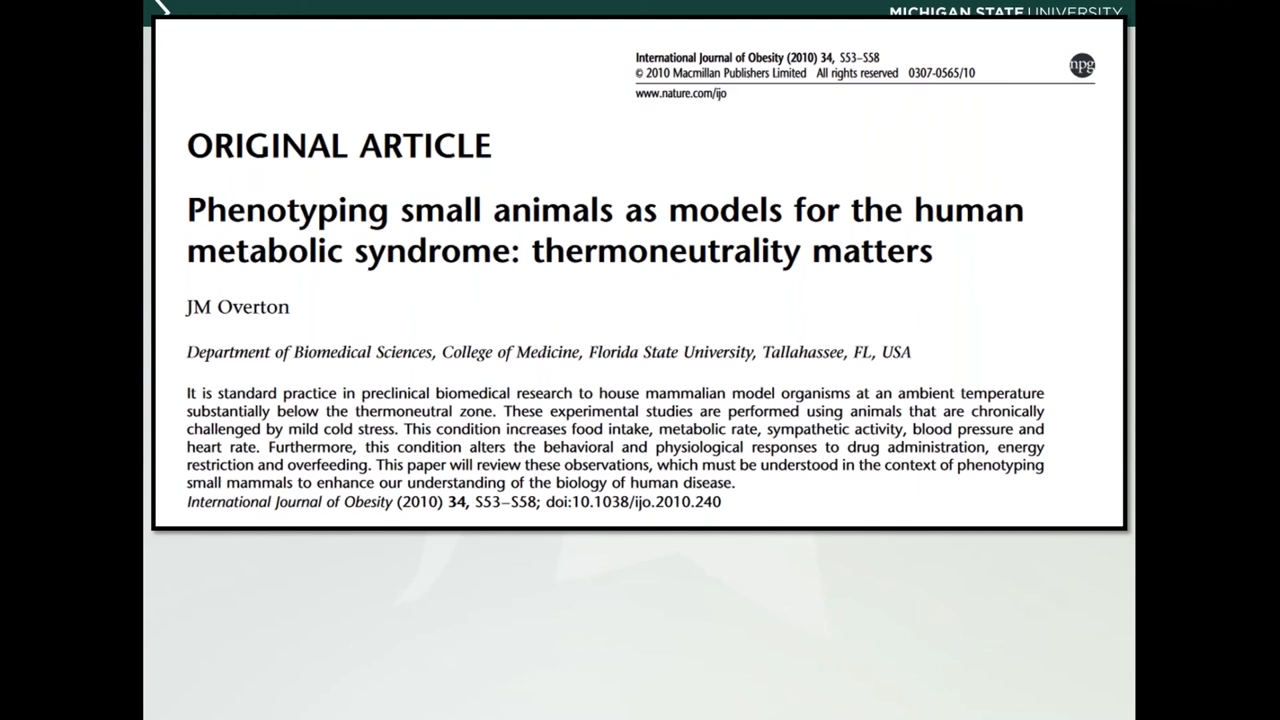 MICHIGAN STATE UNIVERSITY
International Journal of Obesity (2010) 34, S53–S58
© 2010 Macmillan Publishers Limited All rights reserved 0307-0565/10
npg
www.nature.com/ijo
ORIGINAL ARTICLE
Phenotyping small animals as models for the human
metabolic syndrome: thermoneutrality matters
JM Overton
Department of Biomedical Sciences, College of Medicine, Florida State University, Tallahassee, FL, USA
It is standard practice in preclinical biomedical research to house mammalian model organisms at an ambient temperature
substantially below the thermoneutral zone. These experimental studies are performed using animals that are chronically
challenged by mild cold stress. This condition increases food intake, metabolic rate, sympathetic activity, blood pressure and
heart rate. Furthermore, this condition alters the behavioral and physiological responses to drug administration, energy
restriction and overfeeding. This paper will review these observations, which must be understood in the context of phenotyping
small mammals to enhance our understanding of the biology of human disease.
International Journal of Obesity (2010) 34, S53–S58; doi:10.1038/ijo.2010.240